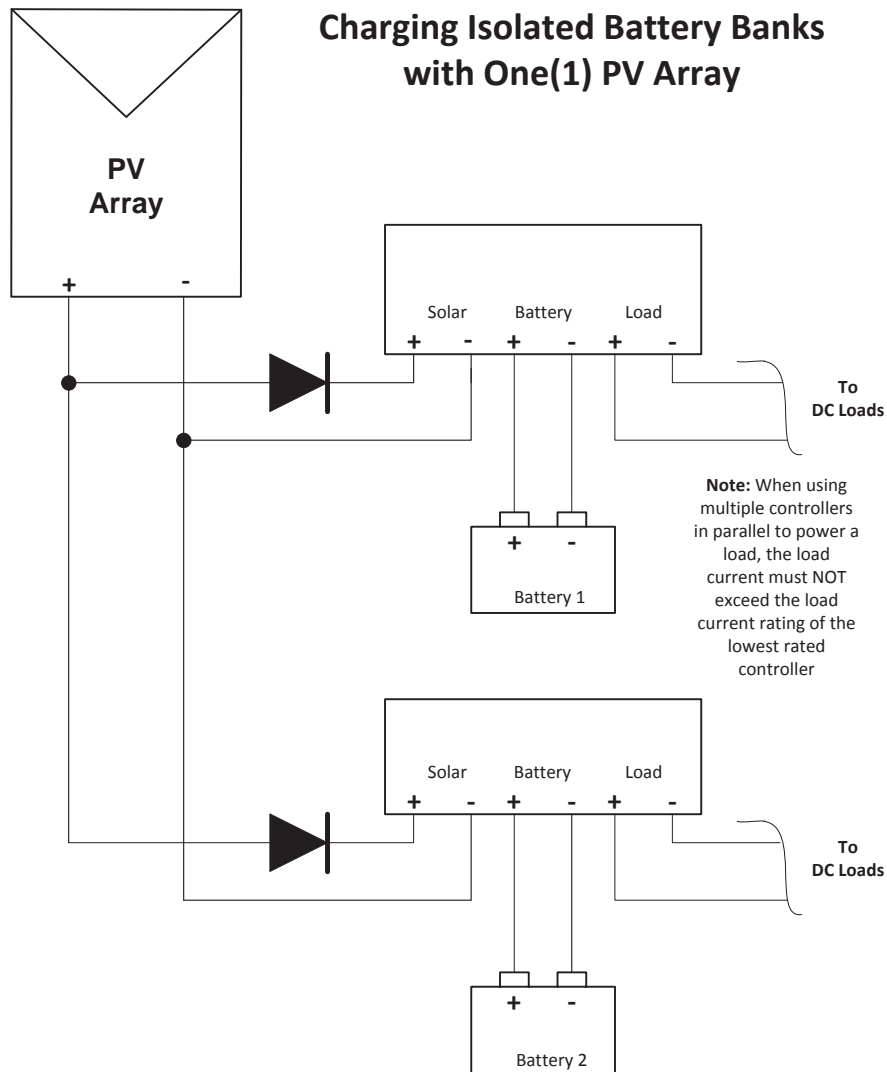 Charging Isolated Battery Banks
with One(1) PV Array
PV
Array
+ -
Solar Battery Load
+ - + - + -
To
DC Loads
Note: When using
multiple controllers
in parallel to power a
load, the load
current must NOT
exceed the load
current rating of the
lowest rated
controller
+ -
Battery 1
Solar Battery Load
+ - + - + -
To
DC Loads
+ -
Battery 2